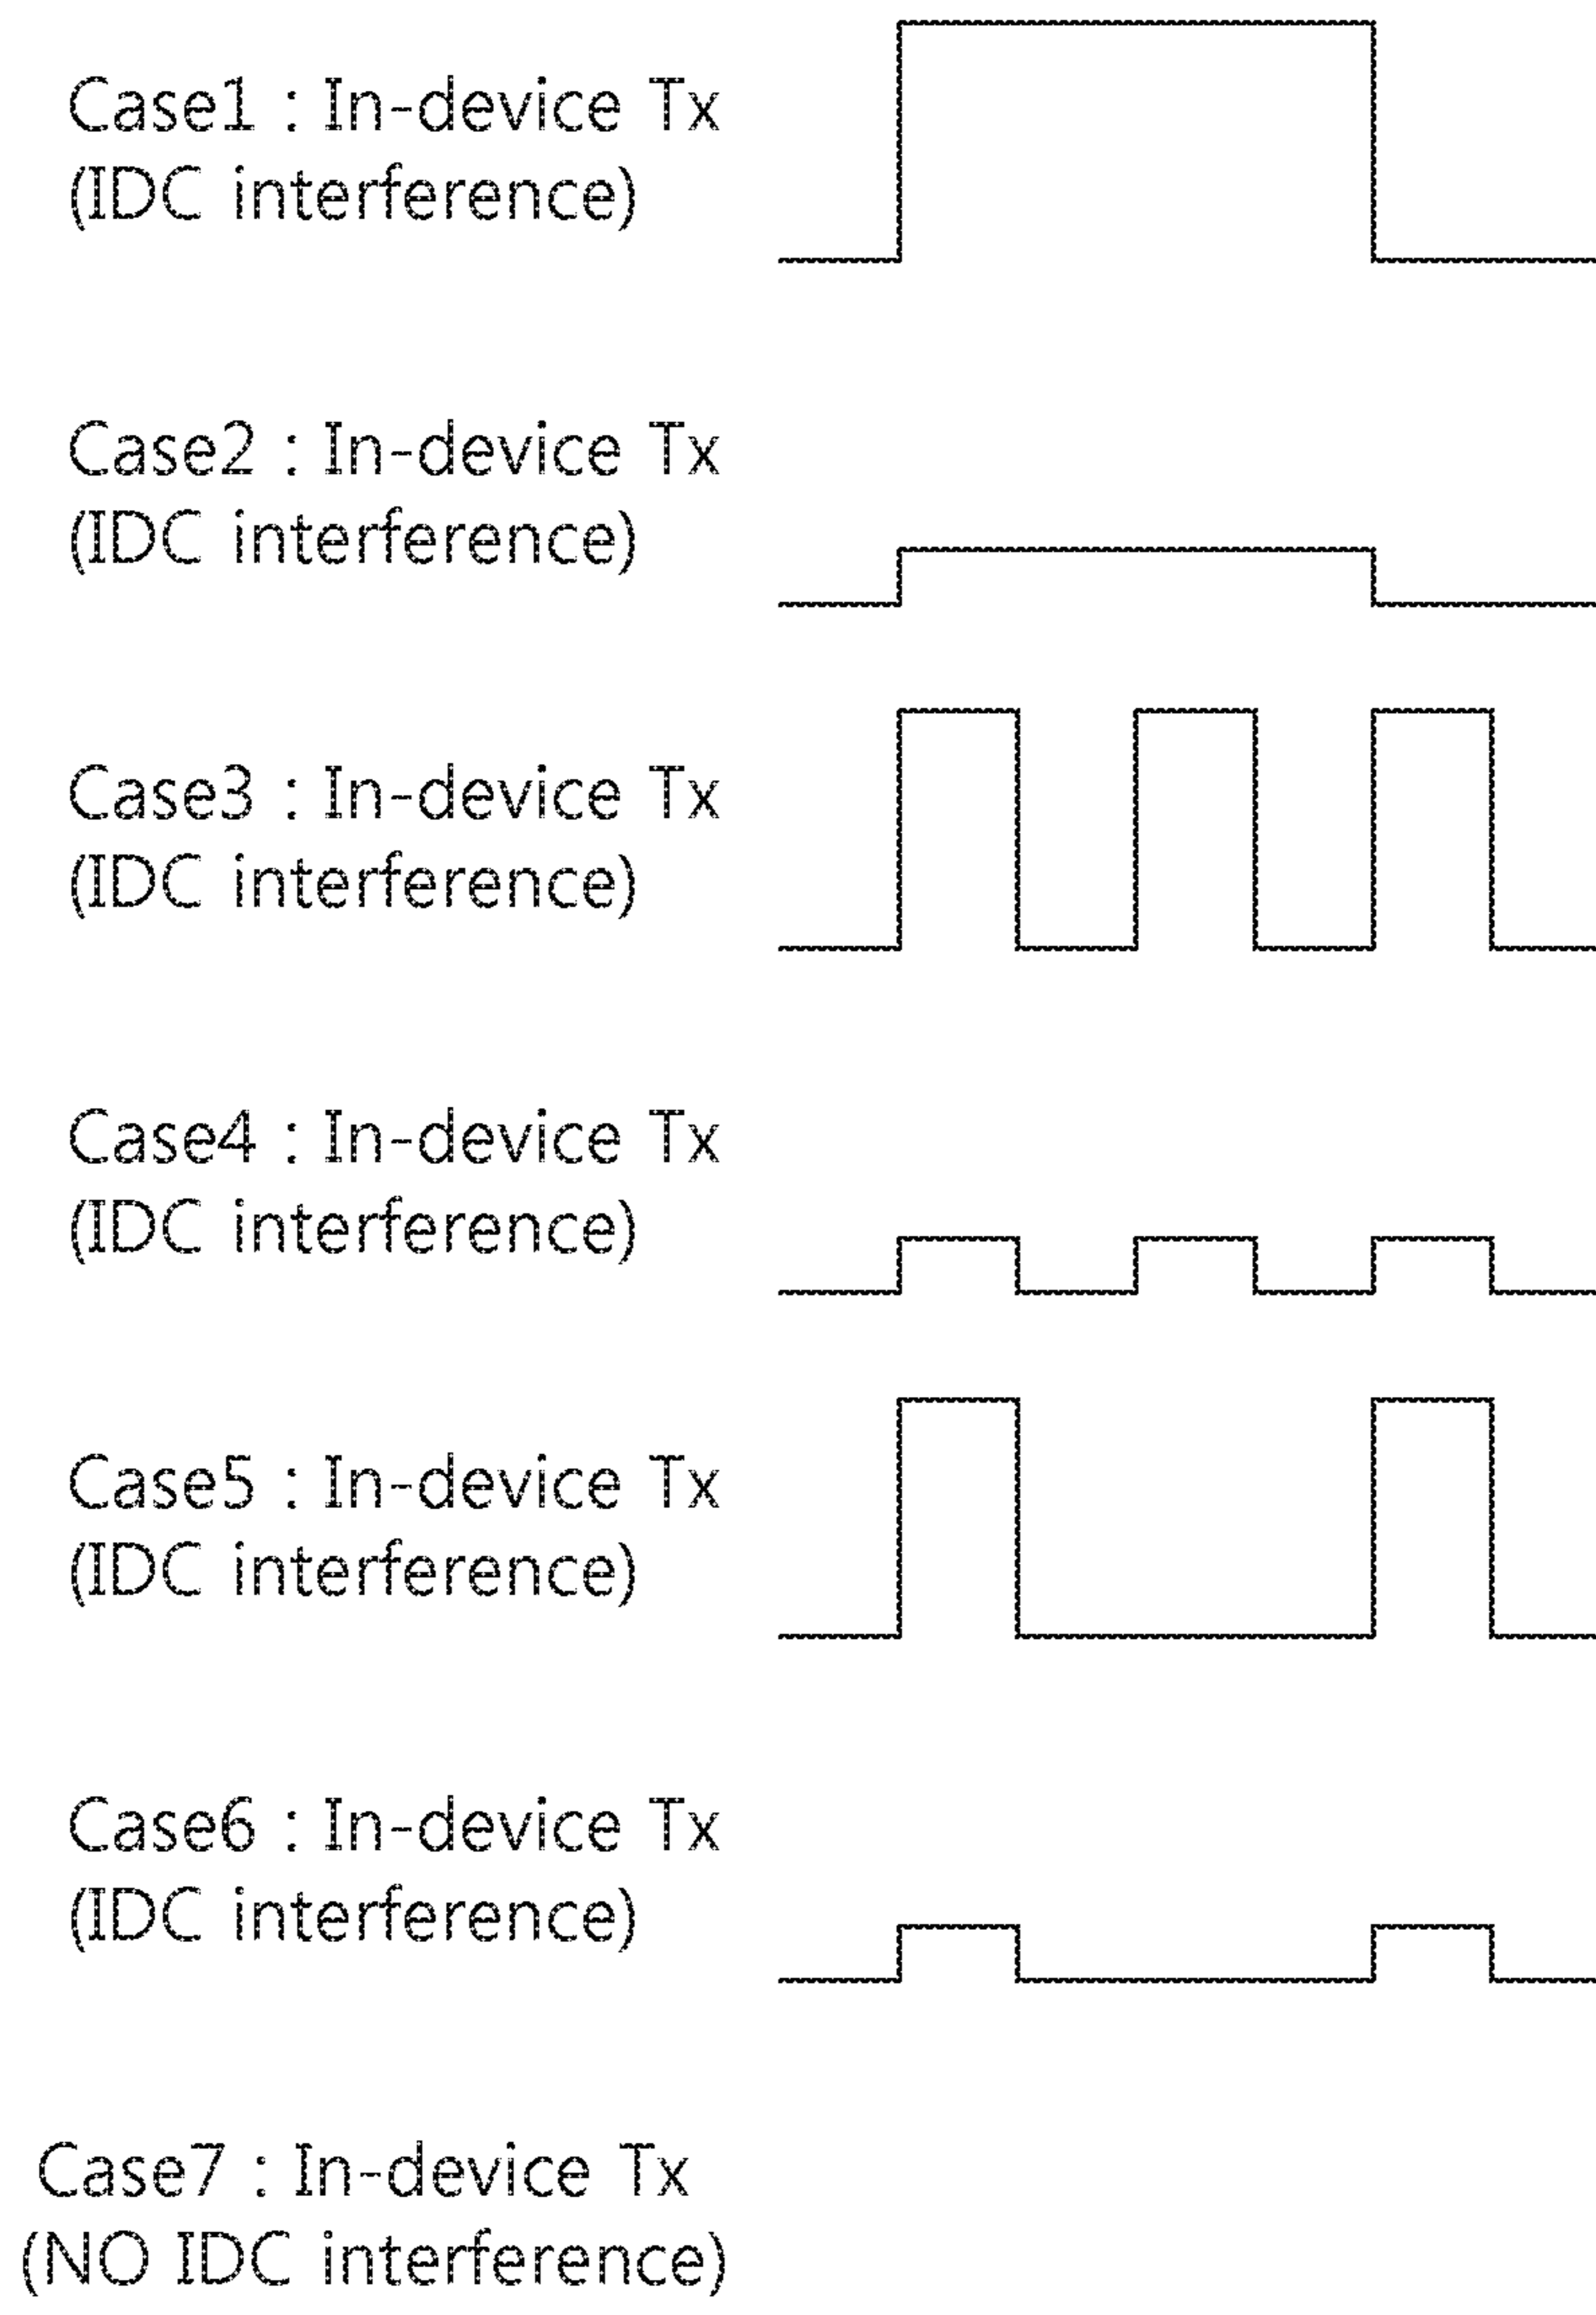 Case1 : In-device Tx
(IDC interference)
Case2 : In-device Tx
(IDC interference)
Case3 : In-device Tx
(IDC interference)
Case4 : In-device Tx
(IDC interference)
Case5 : In-device Tx
(IDC interference)
Case6 : In-device Tx
(IDC interference)
Case7 : In-device Tx
(NO IDC interference)